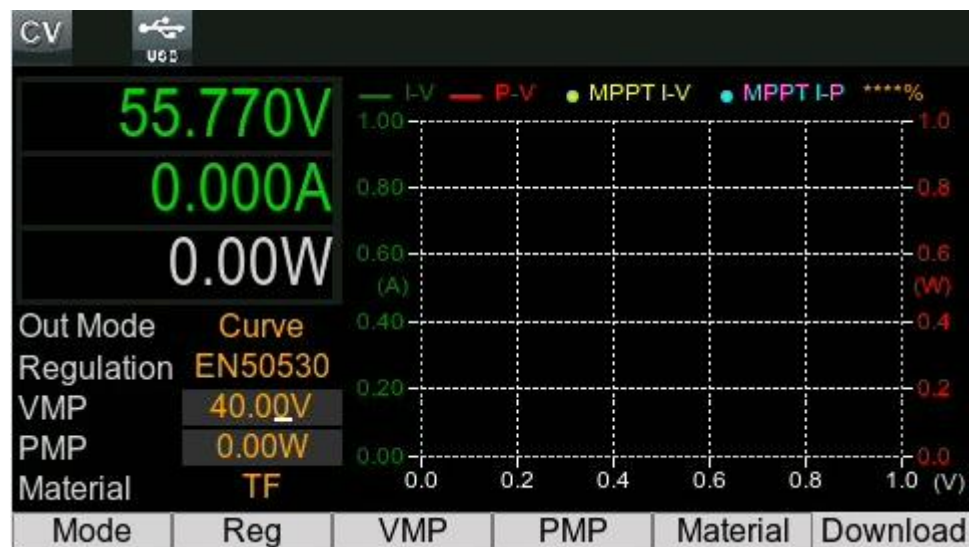 CV
USB
55.770V
0.000A
0.00W
Out Mode Curve
Regulation EN50530
VMP 40.00V
PMP 0.00W
Material TF
I-V P-V MPPT I-V MPPT I-P ****%
1.00 1.0
0.80 0.8
0.60 0.6
(A) (W)
0.40 0.4
0.20 0.2
0.00 0.0
0.0 0.2 0.4 0.6 0.8 1.0 (V)
Mode Reg VMP PMP Material Download